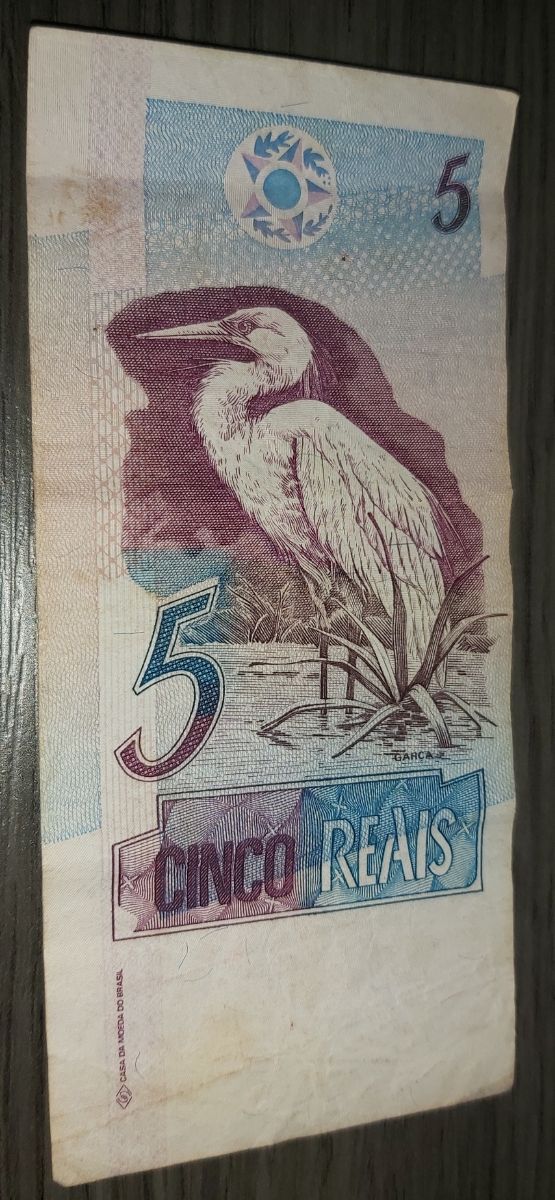 5
5
GARÇA
CINCO REAIS
CASA DA MOEDA DO BRASIL